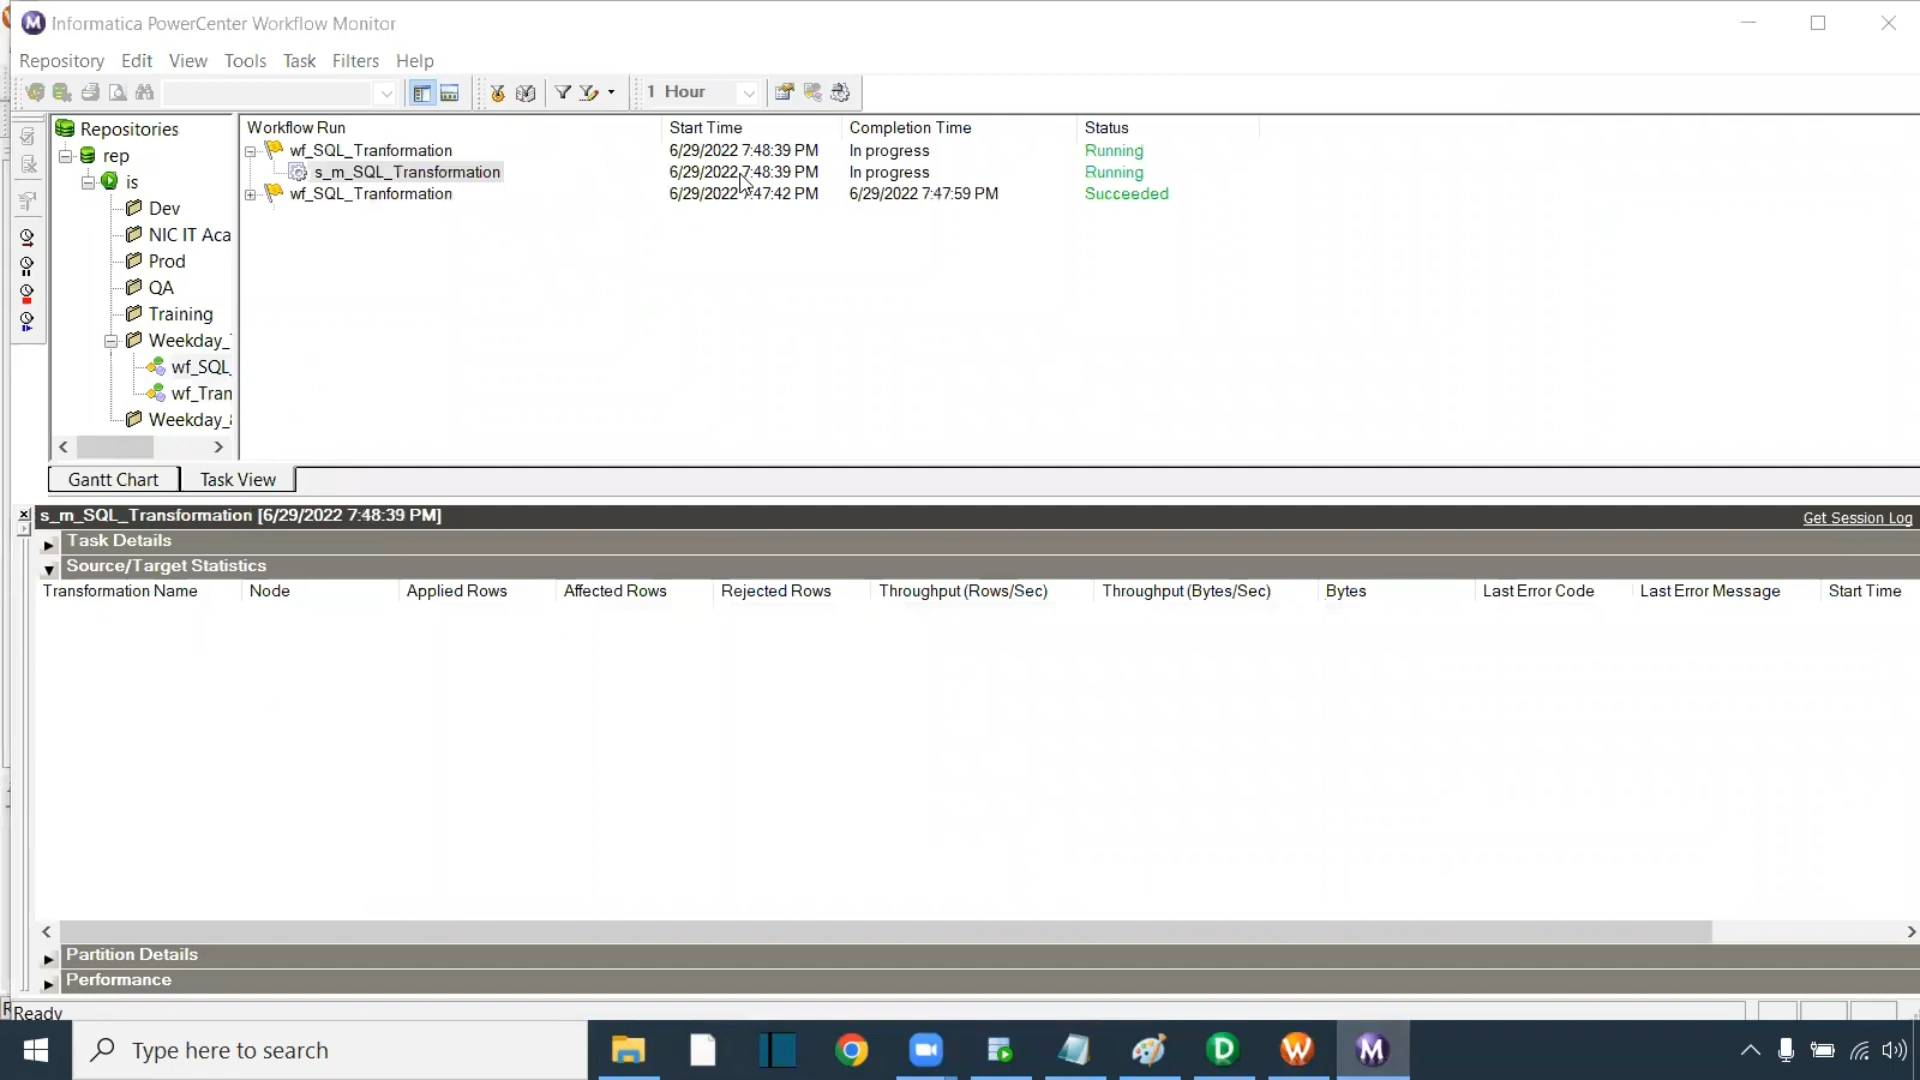 Informatica PowerCenter Workflow Monitor
Repository Edit View Tools Task Filters Help
1 Hour
Repositories
rep
is
Dev
NIC IT Aca
Prod
QA
Training
Weekday_
wf_SQL_
wf_Tran
Weekday_
Workflow Run Start Time Completion Time Status
wf_SQL_Tranformation 6/29/2022 7:48:39 PM In progress Running
s_m_SQL_Transformation 6/29/2022 7:48:39 PM In progress Running
wf_SQL_Tranformation 6/29/2022 7:47:42 PM 6/29/2022 7:47:59 PM Succeeded
Gantt Chart Task View
s_m_SQL_Transformation [6/29/2022 7:48:39 PM] Get Session Log
Task Details
Source/Target Statistics
Transformation Name Node Applied Rows Affected Rows Rejected Rows Throughput (Rows/Sec) Throughput (Bytes/Sec) Bytes Last Error Code Last Error Message Start Time
Partition Details
Performance
Ready
Type here to search